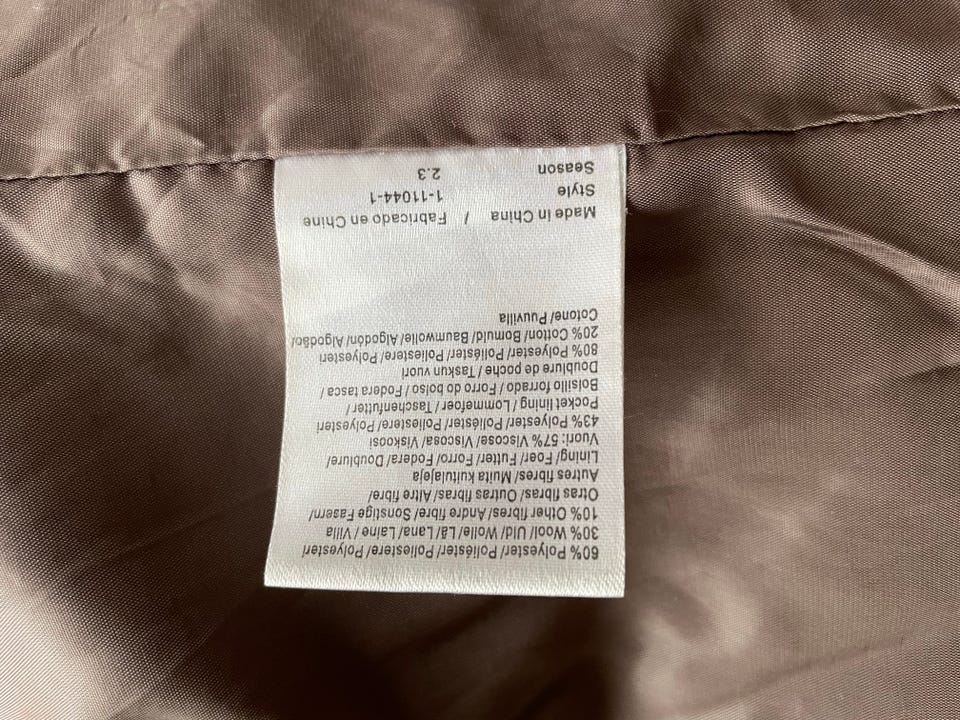 60% Polyester/ Poliéster/ Poliestere/ Polyesteri
30% Wool/ Uld/ Wolle/ Lã/ Lana/ Laine / Villa
10% Other fibres/ Andre fibre/ Sonstige Fasern/
Otras fibras/ Outras fibras/ Altre fibre/
Autres fibres/ Muita kuitulajeja
Lining/ Foer/ Futter/ Forro/ Fodera/ Doublure/
Vuori: 57% Viscose/ Viscosa/ Viskoosi
43% Polyester/ Poliéster/ Poliestere/ Polyesteri
Pocket lining / Lommefoer / Taschenfutter /
Bolsillo forrado / Forro do bolso / Fodera tasca /
Doublure de poche / Taskun vuori
80% Polyester/ Poliéster/ Poliestere/ Polyesteri
20% Cotton/ Bomuld/ Baumwolle/ Algodón/ Algodão/
Cotone/ Puuvilla
Made in China / Fabricado en Chine
Style 1-11044-1
Season 2.3